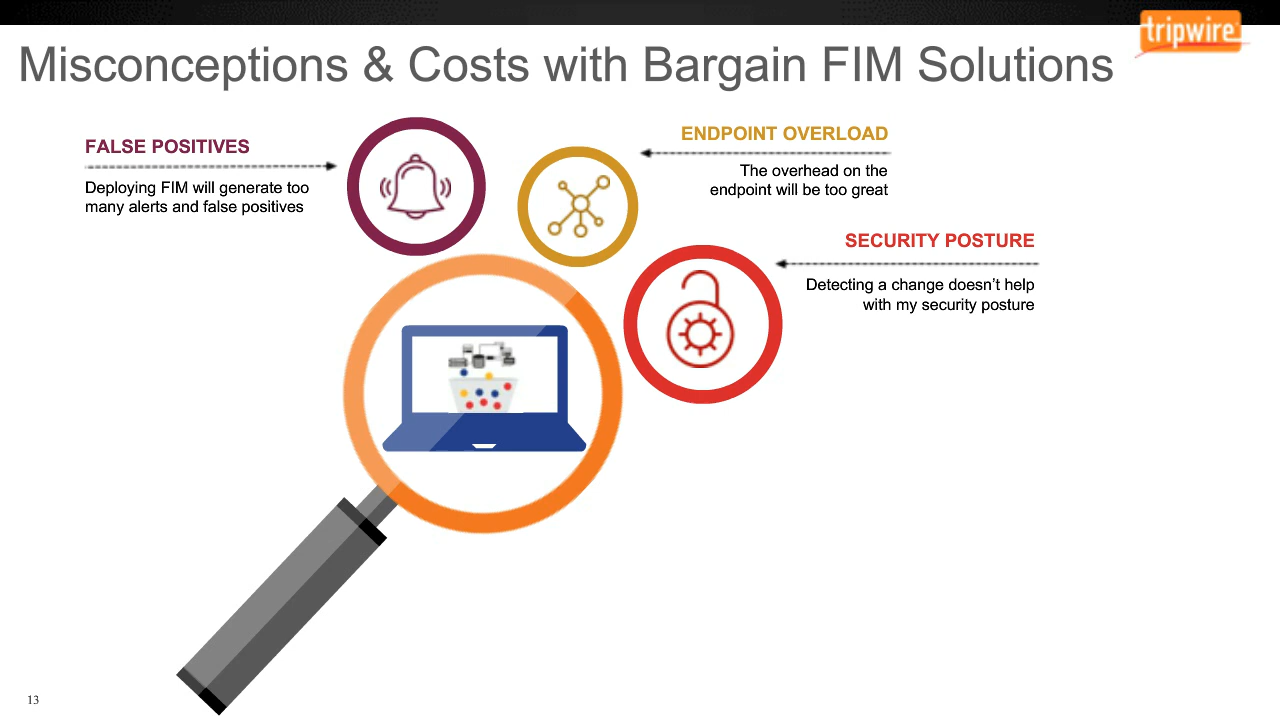 tripwire
Misconceptions & Costs with Bargain FIM Solutions
FALSE POSITIVES
Deploying FIM will generate too
many alerts and false positives
ENDPOINT OVERLOAD
The overhead on the
endpoint will be too great
SECURITY POSTURE
Detecting a change doesn’t help
with my security posture
13